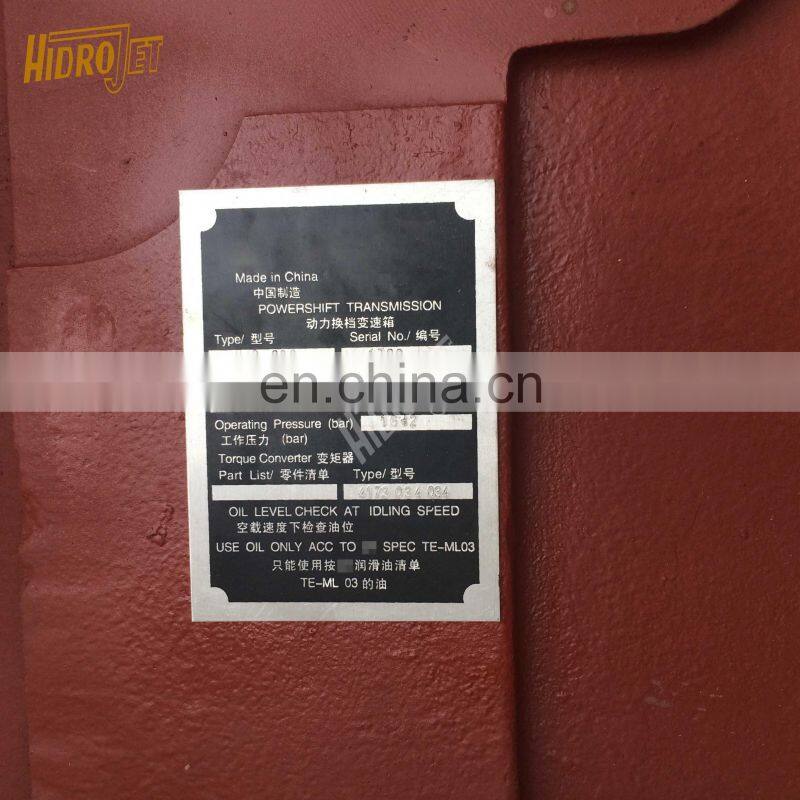 HIDROJET
Made in China
中国制造
POWERSHIFT TRANSMISSION
动力换档变速箱
Type/ 型号 Serial No./ 编号
en.china.cn
Operating Pressure (bar)
工作压力 (bar)
Torque Converter 变矩器
Part List/ 零件清单 Type/ 型号
4173 034 034
OIL LEVEL CHECK AT IDLING SPEED
空载速度下检查油位
USE OIL ONLY ACC TO SPEC TE-ML03
只能使用按 润滑油清单
TE-ML 03 的油